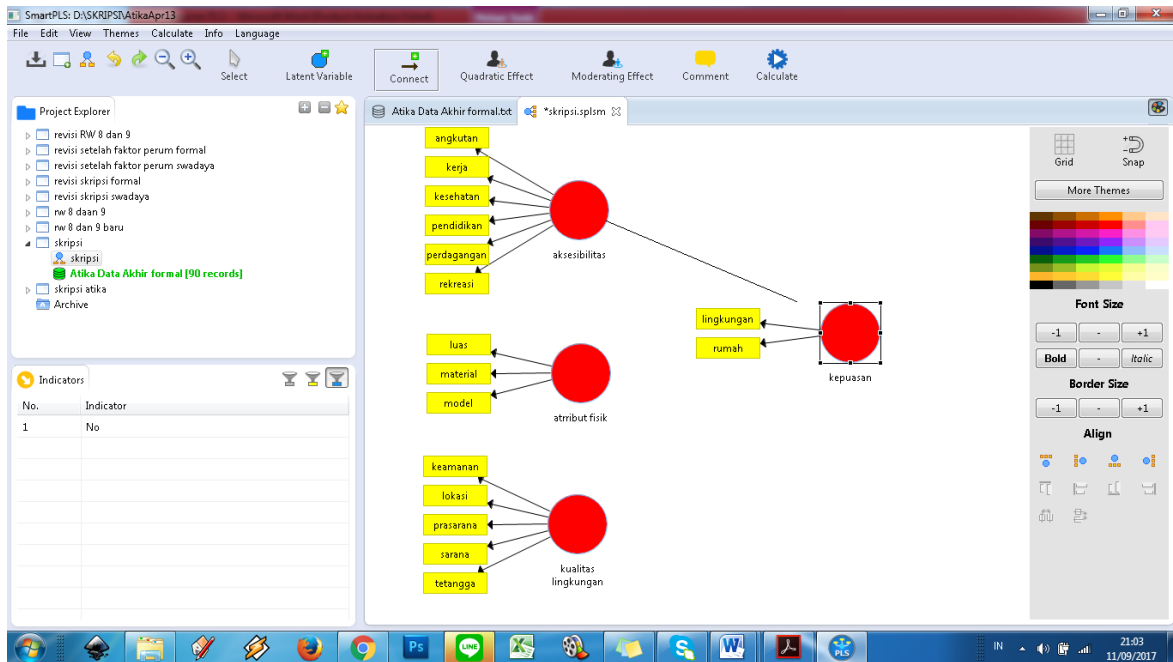 SmartPLS: D:\SKRIPSI\AtikaApr13
File Edit View Themes Calculate Info Language
Select
Latent Variable
Connect
Quadratic Effect
Moderating Effect
Comment
Calculate
Project Explorer
revisi RW 8 dan 9
revisi setelah faktor perum formal
revisi setelah faktor perum swadaya
revisi skripsi formal
revisi skripsi swadaya
rw 8 daan 9
rw 8 dan 9 baru
skripsi
skripsi
Atika Data Akhir formal [90 records]
skripsi atika
Archive
Indicators
No. Indicator
1 No
Atika Data Akhir formal.txt
*skripsi.splsm
angkutan
kerja
kesehatan
pendidikan
perdagangan
rekreasi
aksesibilitas
luas
material
model
atrribut fisik
keamanan
lokasi
prasarana
sarana
tetangga
kualitas
lingkungan
lingkungan
rumah
kepuasan
Grid
Snap
More Themes
Font Size
-1 - +1
Bold - Italic
Border Size
-1 - +1
Align
Ps
LINE
PLS
IN
21:03
11/09/2017